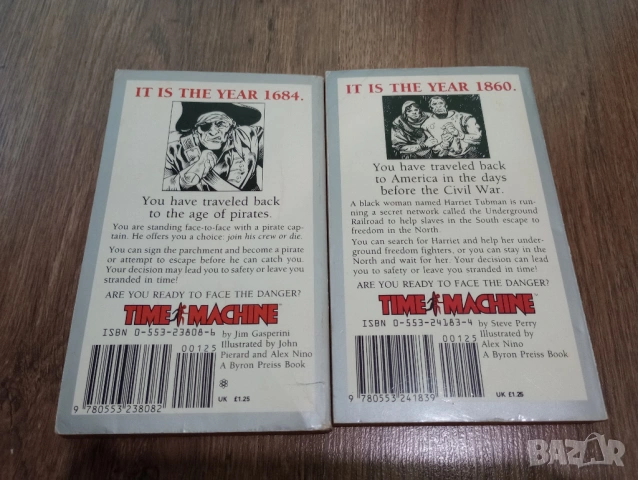 IT IS THE YEAR 1684.
You have traveled back
to the age of pirates.
You are standing face-to-face with a pirate cap-
tain. He offers you a choice: join his crew or die.
You can sign the parchment and become a pirate
or attempt to escape before he can catch you.
Your decision may lead you to safety or leave you
stranded in time!
ARE YOU READY TO FACE THE DANGER?
TIME MACHINE™
ISBN 0-553-23808-6
by Jim Gasperini
Illustrated by John
Pierard and Alex Nino
A Byron Preiss Book
00125
9 780553 238082
UK £1.25
IT IS THE YEAR 1860.
You have traveled back
to America in the days
before the Civil War.
A black woman named Harriet Tubman is run-
ning a secret network called the Underground
Railroad to help slaves in the South escape to
freedom in the North.
You can search for Harriet and help her under-
ground freedom fighters, or you can stay in the
North and wait for her. Your decision can lead
you to safety or leave you stranded in time!
ARE YOU READY TO FACE THE DANGER?
TIME MACHINE™
ISBN 0-553-24183-4
by Steve Perry
Illustrated by
Alex Nino
A Byron Preiss Book
00125
9 780553 241839
UK £1.25
BAZAR